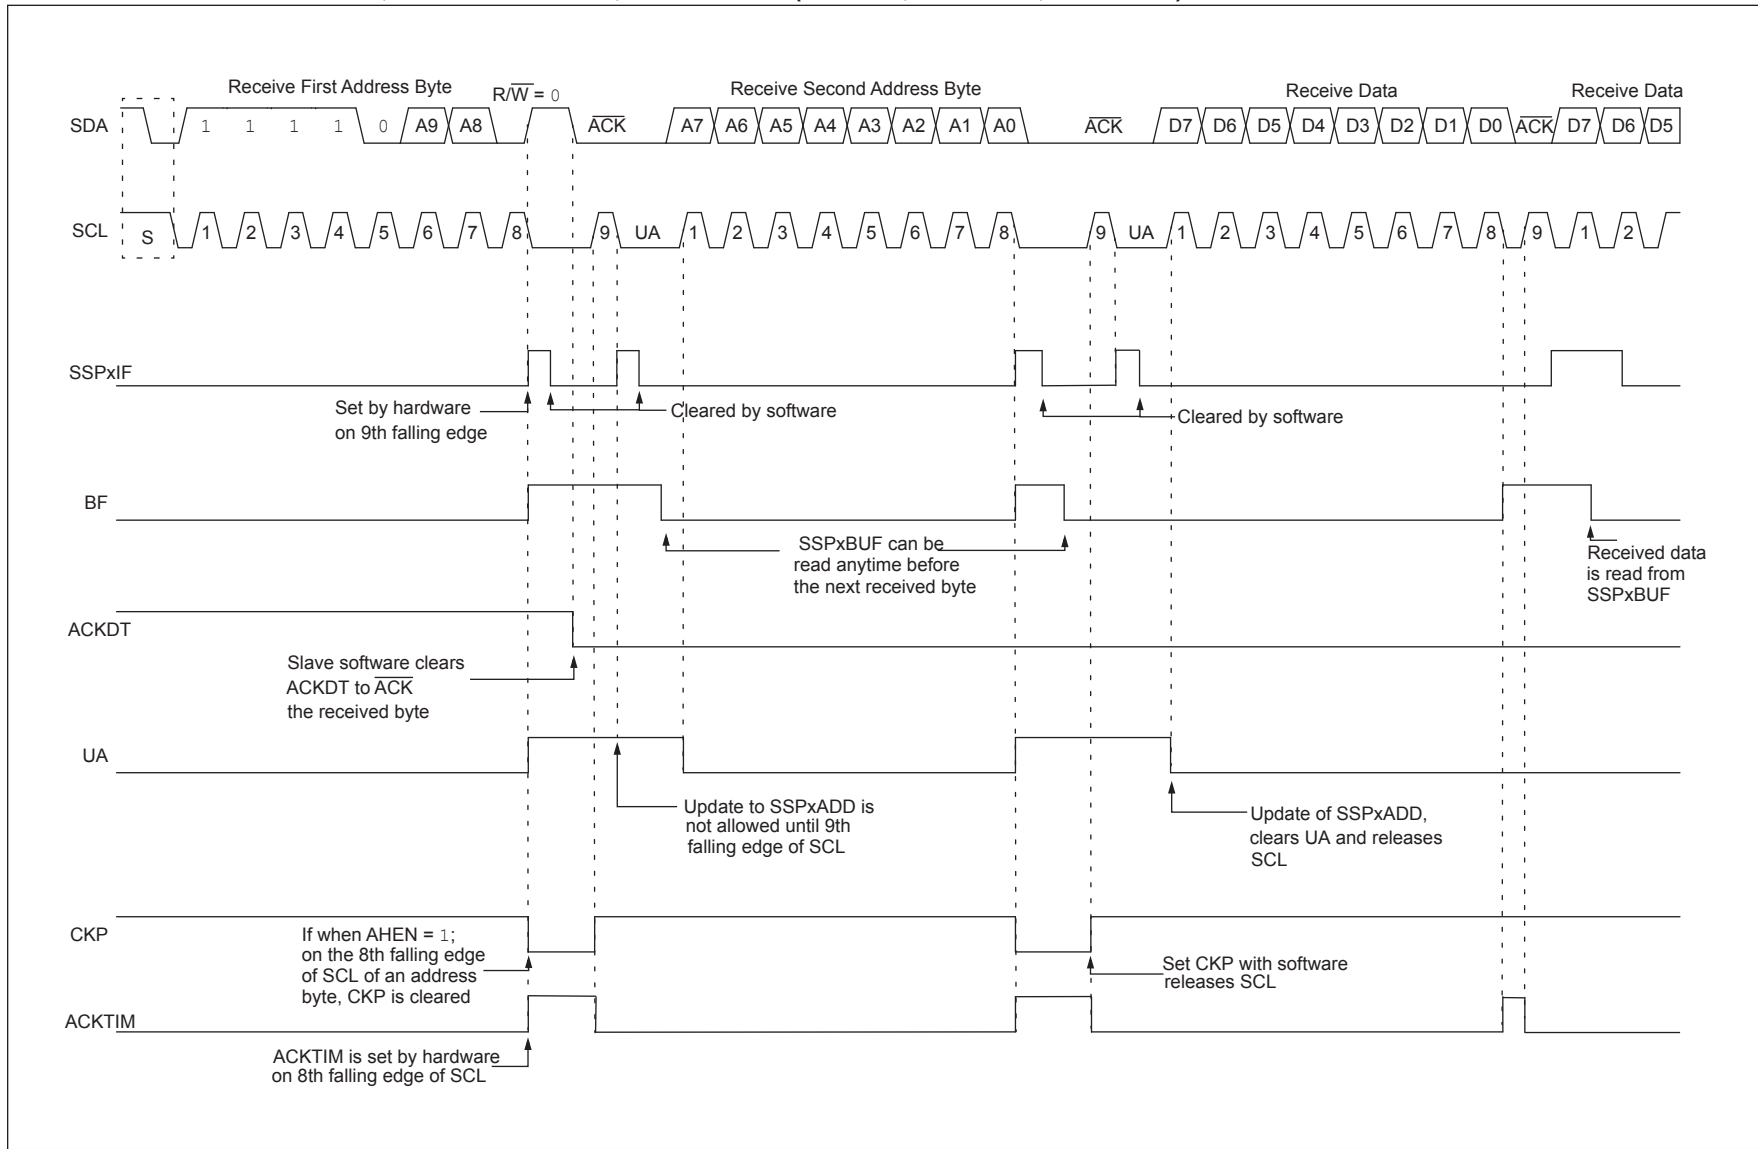 Receive First Address Byte
R/W = 0
Receive Second Address Byte
Receive Data
Receive Data
SDA
1 1 1 1 0 A9 A8
ACK
A7 A6 A5 A4 A3 A2 A1 A0
ACK
D7 D6 D5 D4 D3 D2 D1 D0
ACK
D7 D6 D5
SCL
S
1 2 3 4 5 6 7 8 9 UA 1 2 3 4 5 6 7 8 9 UA 1 2 3 4 5 6 7 8 9 1 2
SSPxIF
Set by hardware
on 9th falling edge
Cleared by software
Cleared by software
BF
SSPxBUF can be
read anytime before
the next received byte
Received data
is read from
SSPxBUF
ACKDT
Slave software clears
ACKDT to ACK
the received byte
UA
Update to SSPxADD is
not allowed until 9th
falling edge of SCL
Update of SSPxADD,
clears UA and releases
SCL
CKP
If when AHEN = 1;
on the 8th falling edge
of SCL of an address
byte, CKP is cleared
Set CKP with software
releases SCL
ACKTIM
ACKTIM is set by hardware
on 8th falling edge of SCL